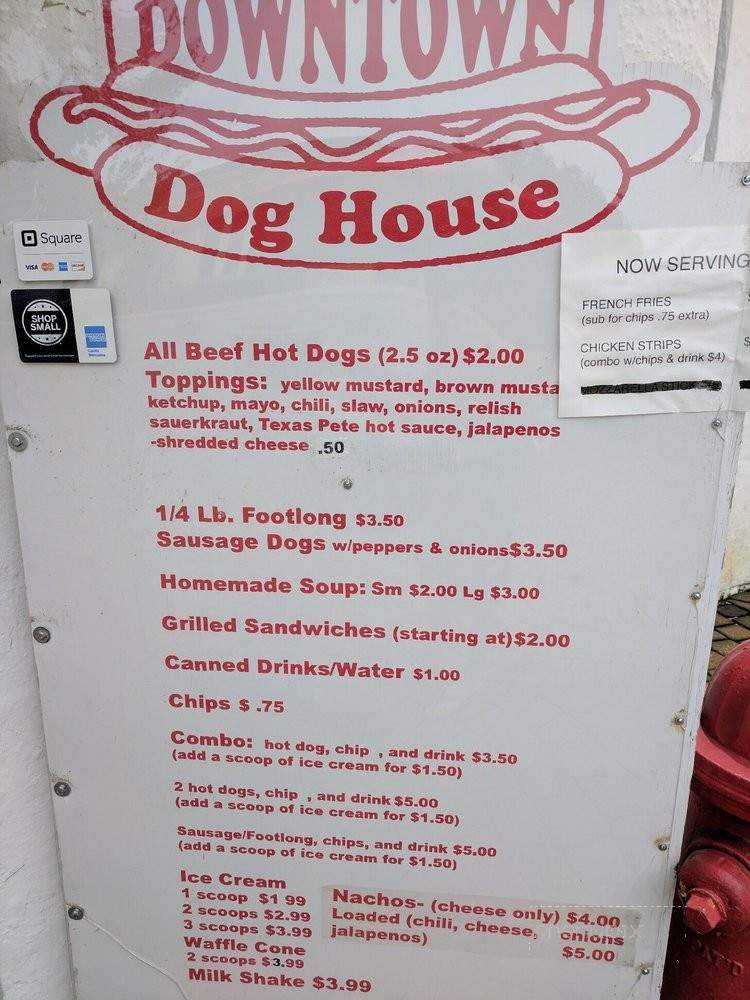 DOWNTOWN
Dog House
Square
VISA
SHOP
SMALL
NOW SERVING
FRENCH FRIES
(sub for chips .75 extra)
CHICKEN STRIPS
(combo w/chips & drink $4)
MOZZARELLA STICK
All Beef Hot Dogs (2.5 oz) $2.00
Toppings: yellow mustard, brown musta
ketchup, mayo, chili, slaw, onions, relish
sauerkraut, Texas Pete hot sauce, jalapenos
-shredded cheese .50
1/4 Lb. Footlong $3.50
Sausage Dogs w/peppers & onions$3.50
Homemade Soup: Sm $2.00 Lg $3.00
Grilled Sandwiches (starting at)$2.00
Canned Drinks/Water $1.00
Chips $ .75
Combo: hot dog, chip , and drink $3.50
(add a scoop of ice cream for $1.50)
2 hot dogs, chip , and drink $5.00
(add a scoop of ice cream for $1.50)
Sausage/Footlong, chips, and drink $5.00
(add a scoop of ice cream for $1.50)
Ice Cream
1 scoop $1 99
2 scoops $2.99
3 scoops $3.99
Waffle Cone
2 scoops $3.99
Milk Shake $3.99
Nachos- (cheese only) $4.00
Loaded (chili, cheese, onions
jalapenos) $5.00